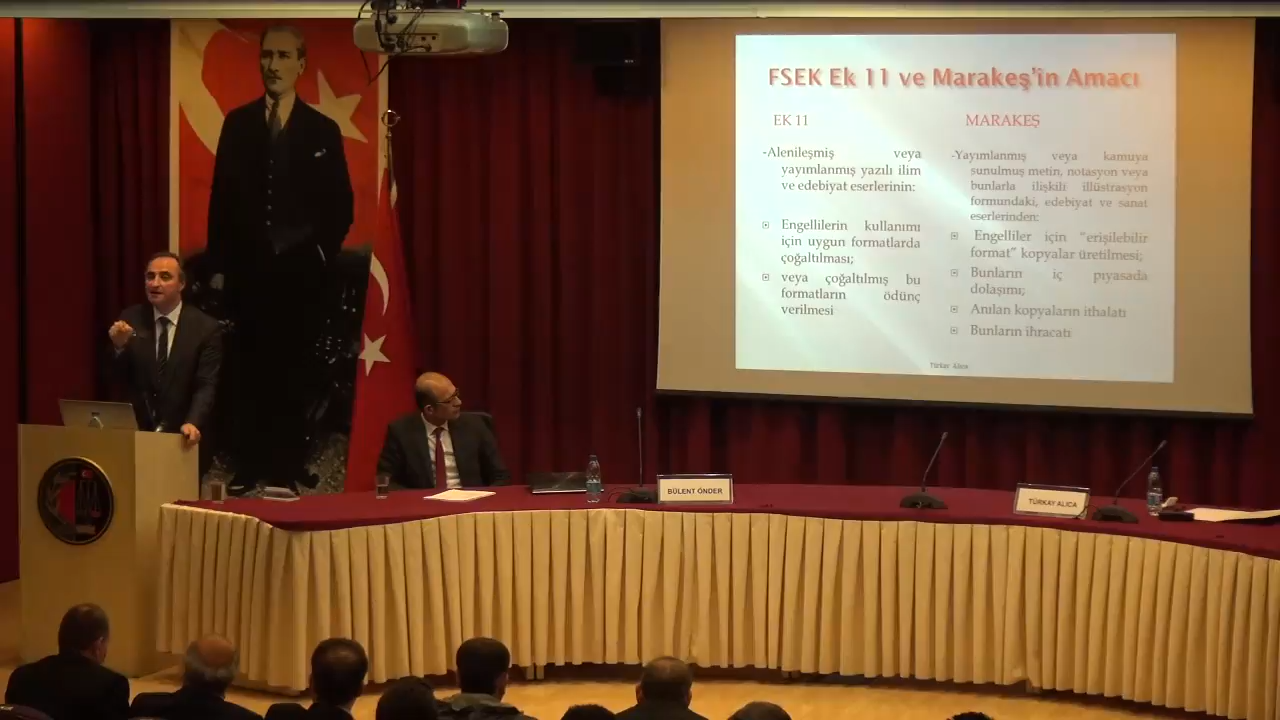 FSEK Ek 11 ve Marakeş'in Amacı
EK 11
-Alenileşmiş veya
yayımlanmış yazılı ilim
ve edebiyat eserlerinin:
Engellilerin kullanımı
için uygun formatlarda
çoğaltılması;
veya çoğaltılmış bu
formatların ödünç
verilmesi
MARAKEŞ
-Yayımlanmış veya kamuya
sunulmuş metin, notasyon veya
bunlarla ilişkili illüstrasyon
formundaki, edebiyat ve sanat
eserlerinden:
Engelliler için "erişilebilir
format" kopyalar üretilmesi;
Bunların iç pıyasada
dolaşımı;
Anılan kopyaların ithalatı
Bunların ihracatı
Türkay Alıca
BÜLENT ÖNDER
TÜRKAY ALICA